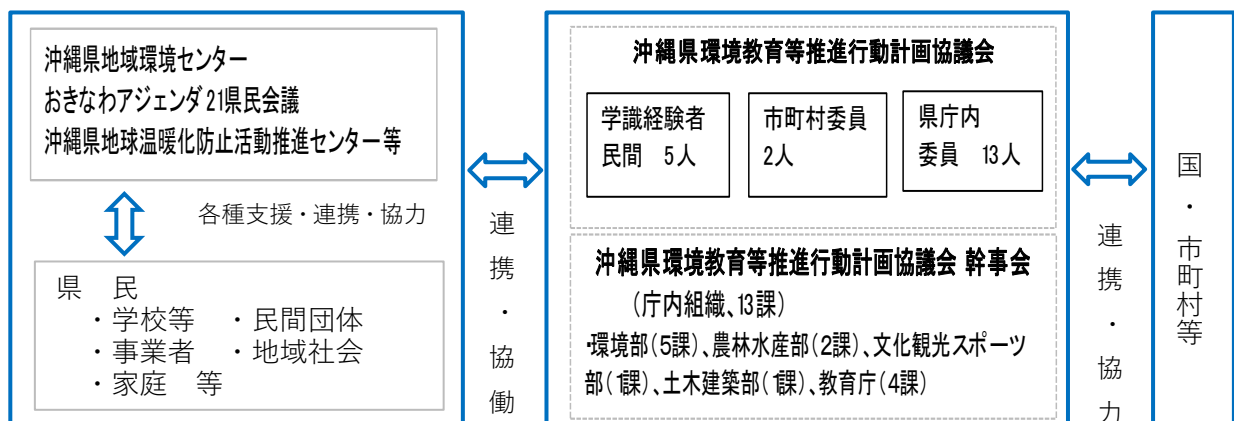 沖縄県地域環境センター
おきなわアジェンダ21県民会議
沖縄県地球温暖化防止活動推進センター等
各種支援・連携・協力
県　民
・学校等　・民間団体
・事業者　・地域社会
・家庭　等
連携・協働
沖縄県環境教育等推進行動計画協議会
学識経験者
民間　5人
市町村委員
2人
県庁内
委員　13人
沖縄県環境教育等推進行動計画協議会 幹事会
（庁内組織、13課）
・環境部（5課）、農林水産部（2課）、文化観光スポーツ
部（1課）、土木建築部（1課）、教育庁（4課）
連携・協力
国・市町村等